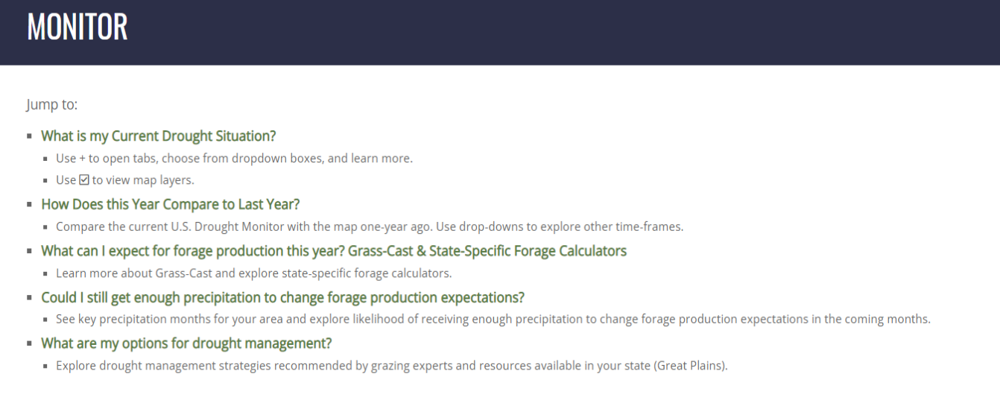 MONITOR
Jump to:
What is my Current Drought Situation?
Use + to open tabs, choose from dropdown boxes, and learn more.
Use ☑ to view map layers.
How Does this Year Compare to Last Year?
Compare the current U.S. Drought Monitor with the map one-year ago. Use drop-downs to explore other time-frames.
What can I expect for forage production this year? Grass-Cast & State-Specific Forage Calculators
Learn more about Grass-Cast and explore state-specific forage calculators.
Could I still get enough precipitation to change forage production expectations?
See key precipitation months for your area and explore likelihood of receiving enough precipitation to change forage production expectations in the coming months.
What are my options for drought management?
Explore drought management strategies recommended by grazing experts and resources available in your state (Great Plains).